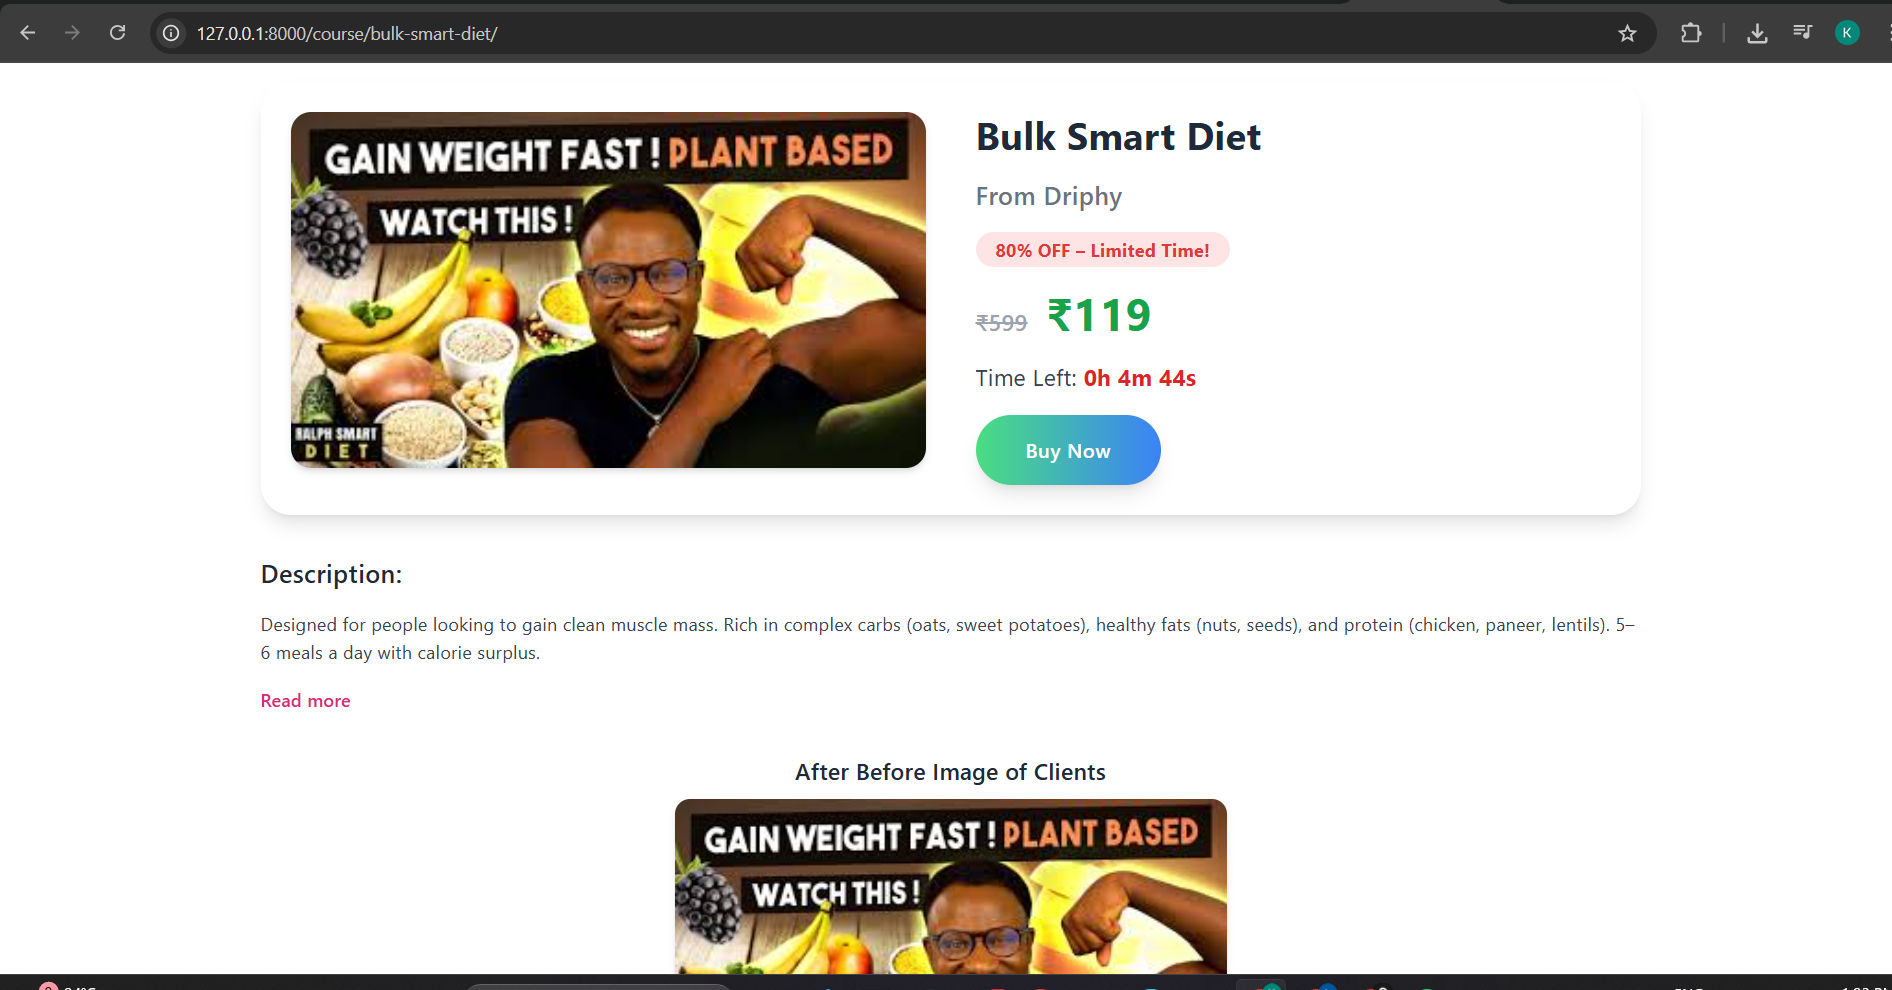 127.0.0.1:8000/course/bulk-smart-diet/
K
GAIN WEIGHT FAST ! PLANT BASED
WATCH THIS !
RALPH SMART
DIET
Bulk Smart Diet
From Driphy
80% OFF – Limited Time!
₹599 ₹119
Time Left: 0h 4m 44s
Buy Now
Description:
Designed for people looking to gain clean muscle mass. Rich in complex carbs (oats, sweet potatoes), healthy fats (nuts, seeds), and protein (chicken, paneer, lentils). 5–
6 meals a day with calorie surplus.
Read more
After Before Image of Clients
GAIN WEIGHT FAST ! PLANT BASED
WATCH THIS !